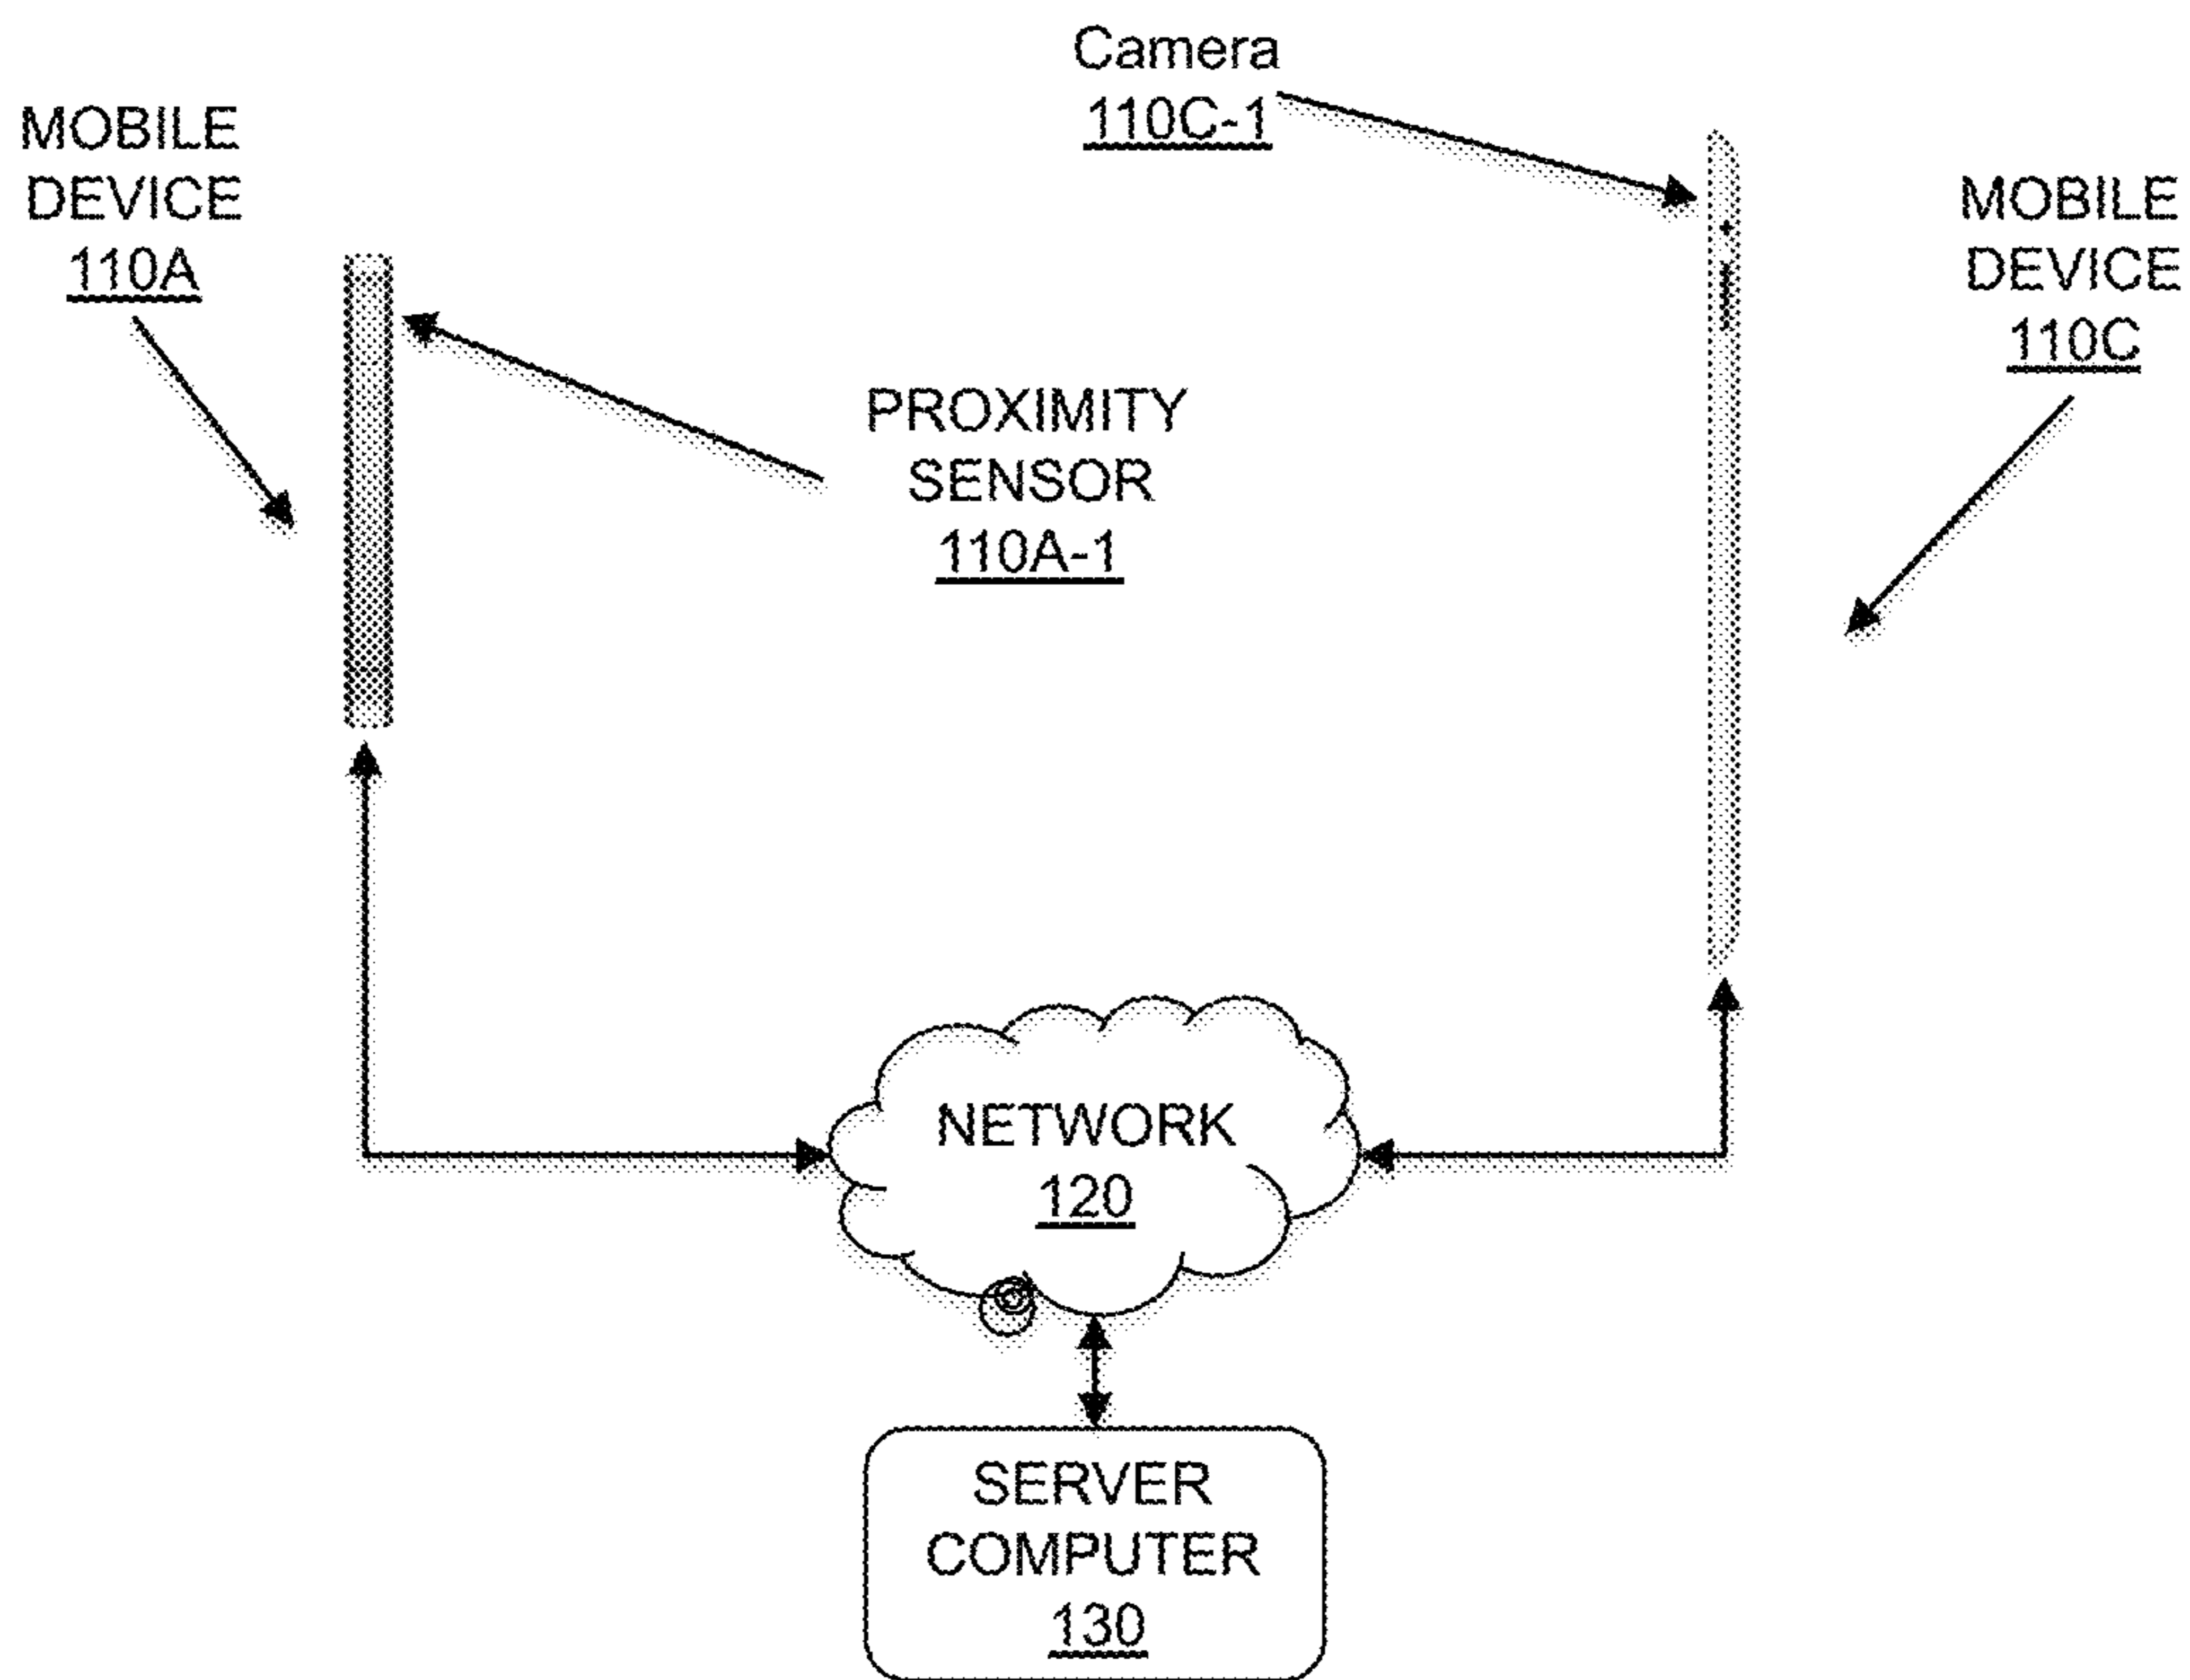 Camera
110C-1
MOBILE
DEVICE
110A
MOBILE
DEVICE
110C
PROXIMITY
SENSOR
110A-1
NETWORK
120
SERVER
COMPUTER
130